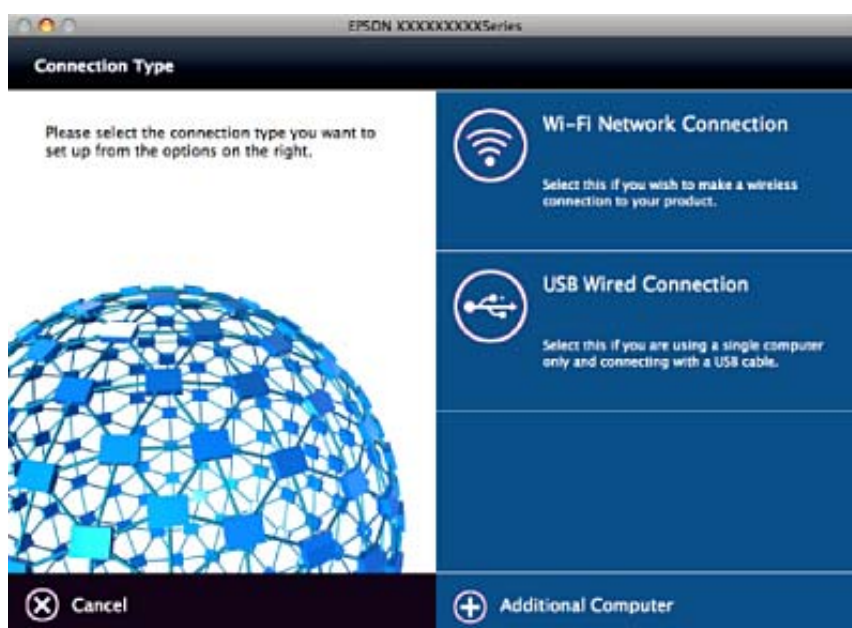 EPSON XXXXXXXXXSeries
Connection Type
Please select the connection type you want to
set up from the options on the right.
Wi-Fi Network Connection
Select this if you wish to make a wireless
connection to your product.
USB Wired Connection
Select this if you are using a single computer
only and connecting with a USB cable.
Cancel
Additional Computer